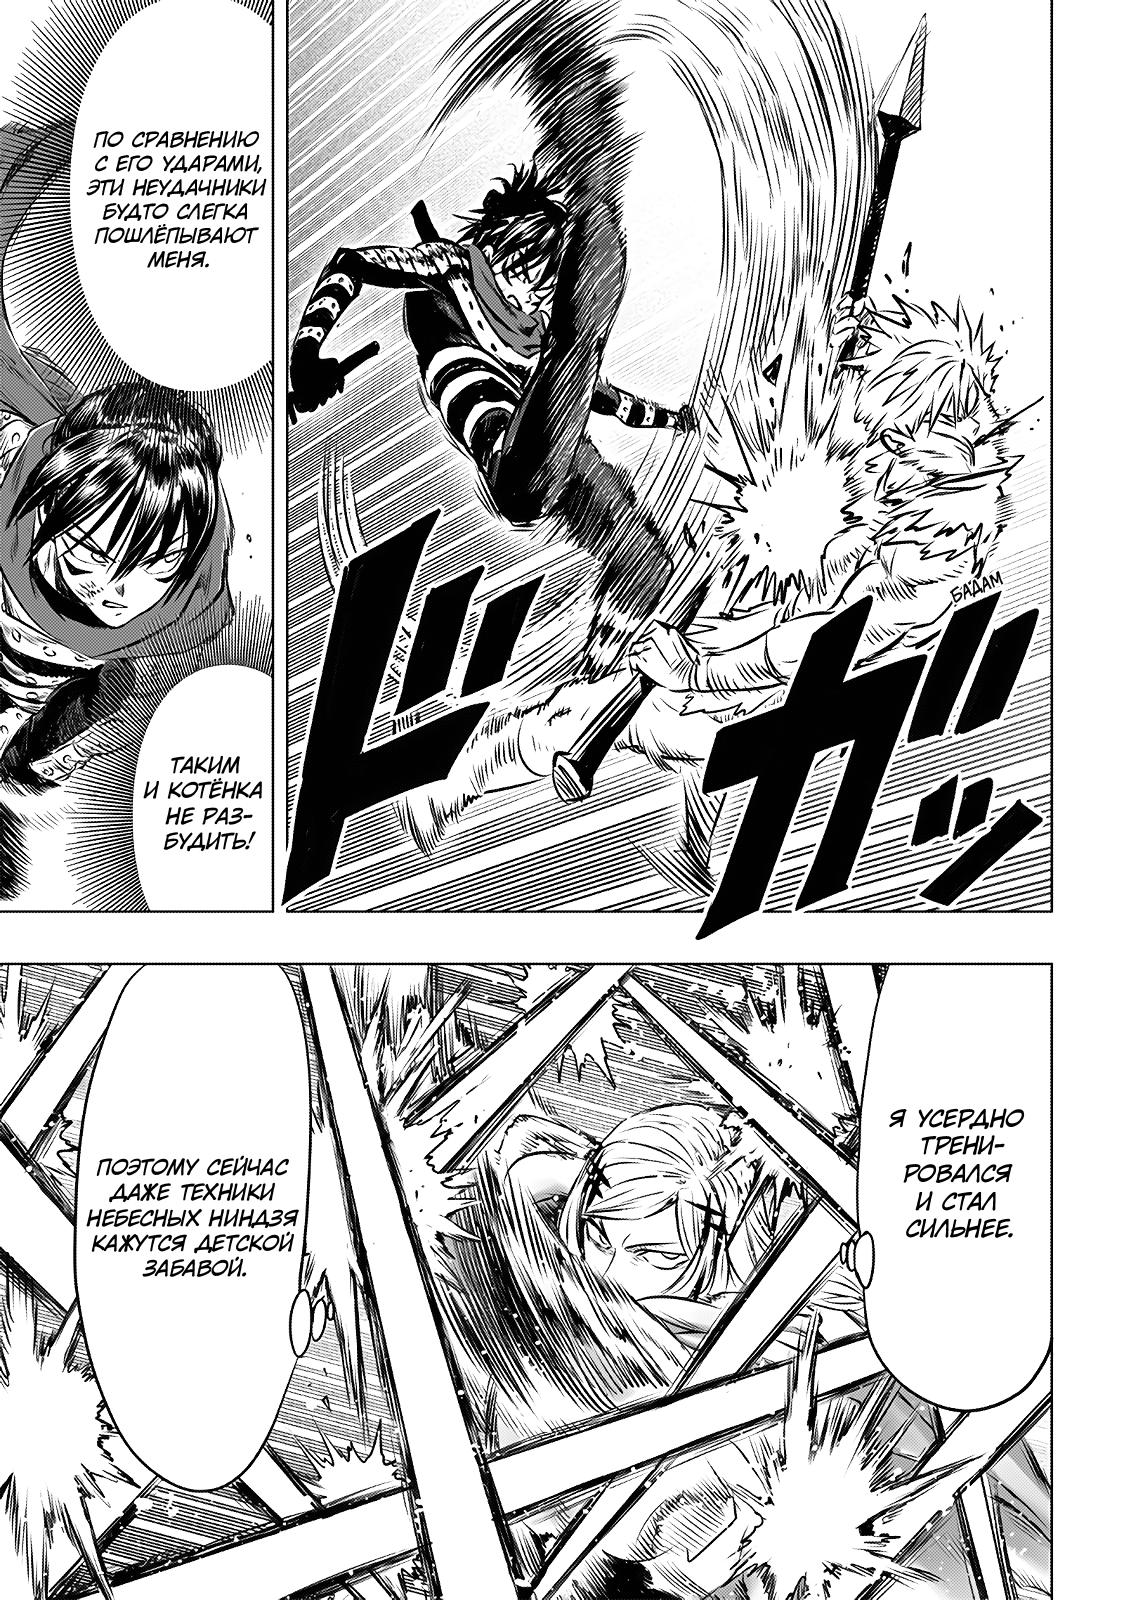 ガッ
БАДАМ
ド
ПО СРАВНЕНИЮ
С ЕГО УДАРАМИ,
ЭТИ НЕУДАЧНИКИ
БУДТО СЛЕГКА
ПОШЛЁПЫВАЮТ
МЕНЯ.
ТАКИМ
И КОТЁНКА
НЕ РАЗ-
БУДИТЬ!
Я УСЕРДНО
ТРЕНИ-
РОВАЛСЯ
И СТАЛ
СИЛЬНЕЕ.
ПОЭТОМУ СЕЙЧАС
ДАЖЕ ТЕХНИКИ
НЕБЕСНЫХ НИНДЗЯ
КАЖУТСЯ ДЕТСКОЙ
ЗАБАВОЙ.